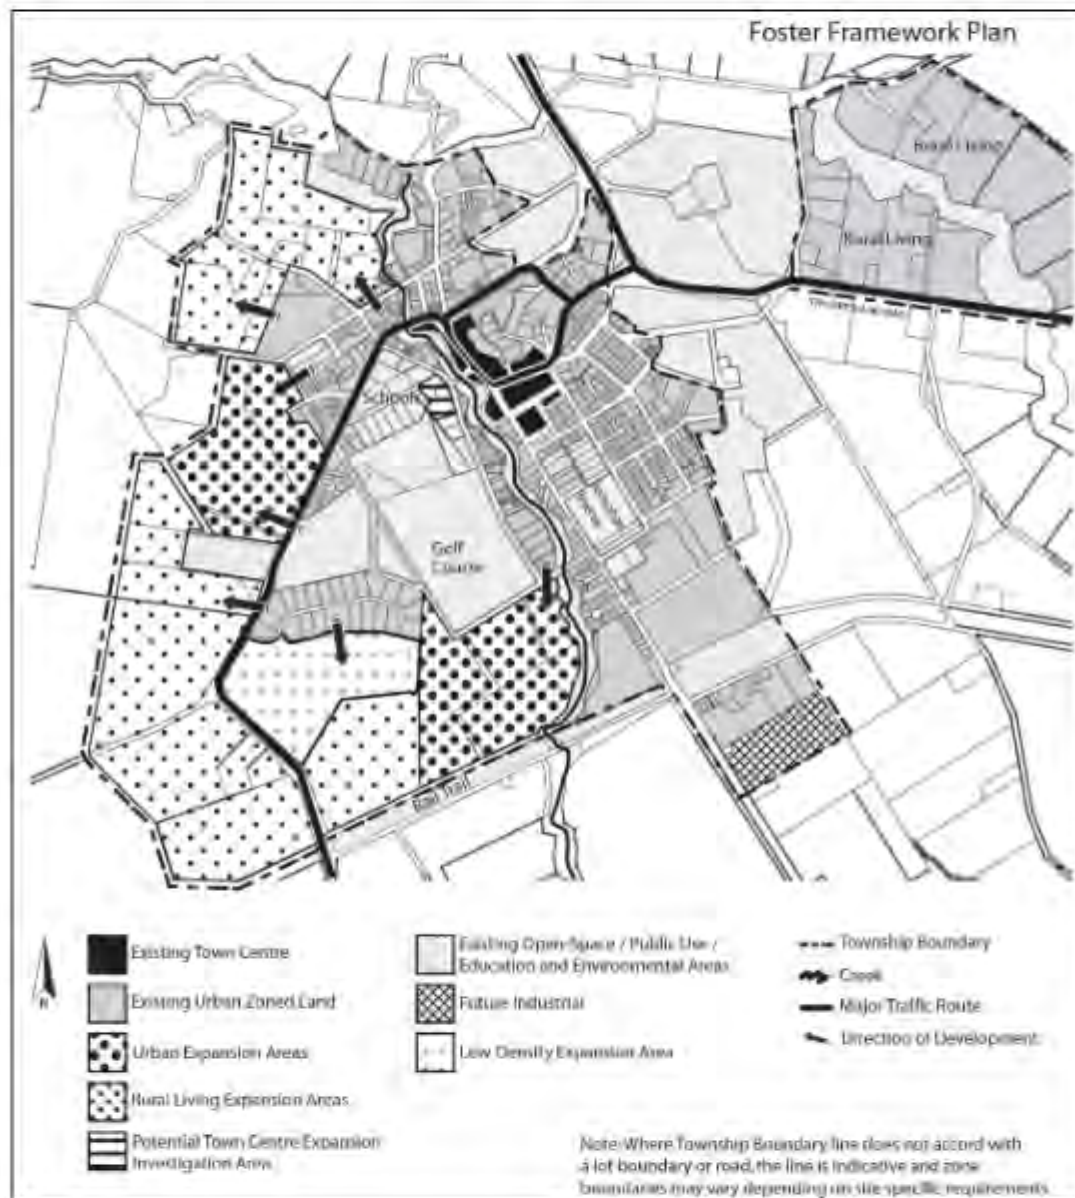 Foster Framework Plan
Rural Living
Rural Living
Schools
Golf
Course
Rail Trail
N
Existing Town Centre
Existing Urban Zoned Land
Urban Expansion Areas
Rural Living Expansion Areas
Potential Town Centre Expansion
Investigation Area
Existing Open Space / Public Use /
Education and Environmental Areas
Future Industrial
Low Density Expansion Area
Township Boundary
Creek
Major Traffic Route
Direction of Development
Note: Where Township Boundary line does not accord with
a lot boundary or road, the line is indicative and zone
boundaries may vary depending on site specific requirements